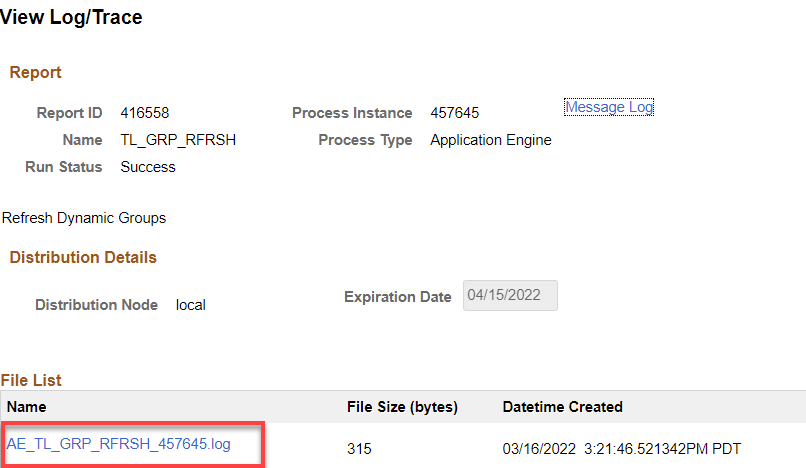 View Log/Trace
Report
Report ID 416558 Process Instance 457645 Message Log
Name TL_GRP_RFRSH Process Type Application Engine
Run Status Success
Refresh Dynamic Groups
Distribution Details
Distribution Node local Expiration Date 04/15/2022
File List
Name File Size (bytes) Datetime Created
AE_TL_GRP_RFRSH_457645.log 315 03/16/2022 3:21:46.521342PM PDT